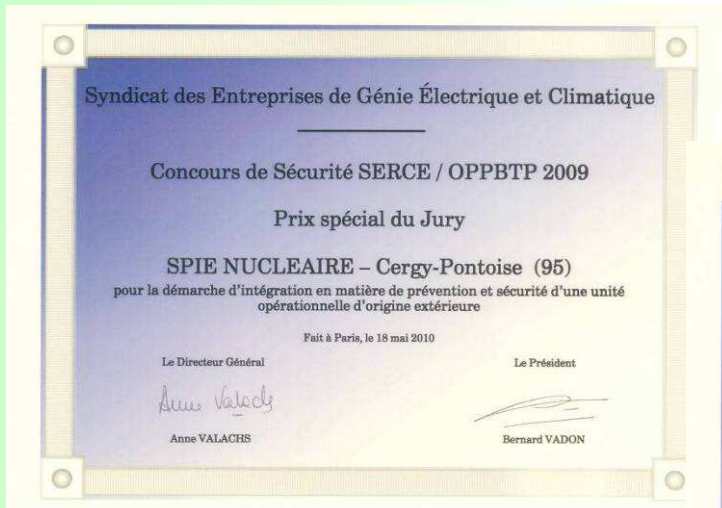 Syndicat des Entreprises de Génie Électrique et Climatique
Concours de Sécurité SERCE / OPPBTP 2009
Prix spécial du Jury
SPIE NUCLEAIRE – Cergy-Pontoise (95)
pour la démarche d'intégration en matière de prévention et sécurité d'une unité
opérationnelle d'origine extérieure
Fait à Paris, le 18 mai 2010
Le Directeur Général
Le Président
Anne Valachs
Anne VALACHS
Bernard VADON